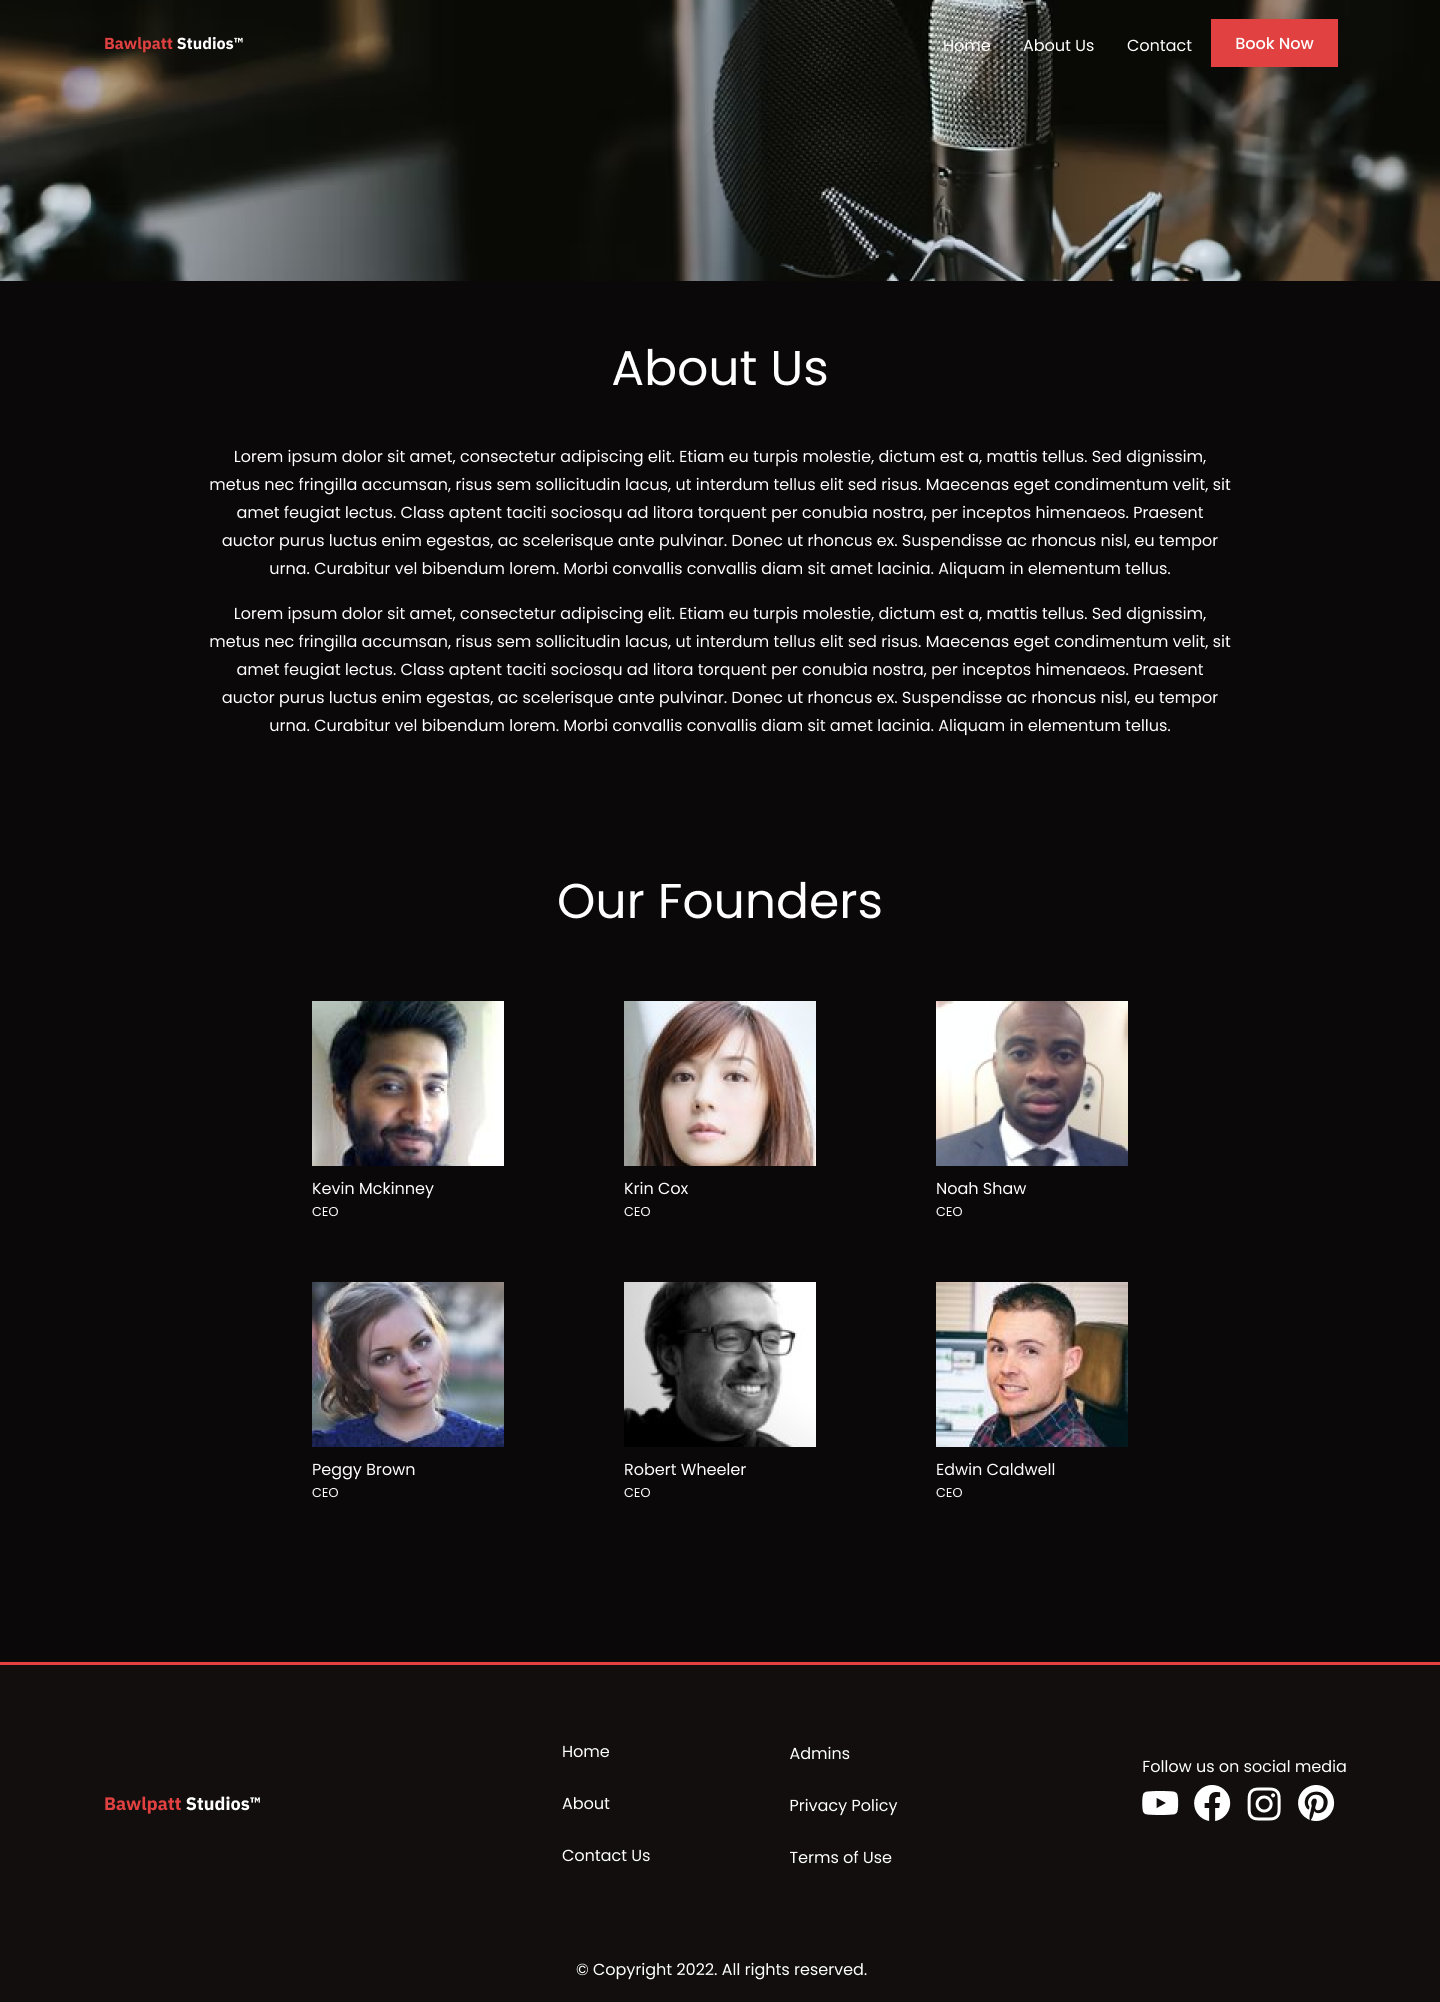 Bawlpatt Studios™
Home About Us Contact Book Now
About Us
Lorem ipsum dolor sit amet, consectetur adipiscing elit. Etiam eu turpis molestie, dictum est a, mattis tellus. Sed dignissim,
metus nec fringilla accumsan, risus sem sollicitudin lacus, ut interdum tellus elit sed risus. Maecenas eget condimentum velit, sit
amet feugiat lectus. Class aptent taciti sociosqu ad litora torquent per conubia nostra, per inceptos himenaeos. Praesent
auctor purus luctus enim egestas, ac scelerisque ante pulvinar. Donec ut rhoncus ex. Suspendisse ac rhoncus nisl, eu tempor
urna. Curabitur vel bibendum lorem. Morbi convallis convallis diam sit amet lacinia. Aliquam in elementum tellus.
Lorem ipsum dolor sit amet, consectetur adipiscing elit. Etiam eu turpis molestie, dictum est a, mattis tellus. Sed dignissim,
metus nec fringilla accumsan, risus sem sollicitudin lacus, ut interdum tellus elit sed risus. Maecenas eget condimentum velit, sit
amet feugiat lectus. Class aptent taciti sociosqu ad litora torquent per conubia nostra, per inceptos himenaeos. Praesent
auctor purus luctus enim egestas, ac scelerisque ante pulvinar. Donec ut rhoncus ex. Suspendisse ac rhoncus nisl, eu tempor
urna. Curabitur vel bibendum lorem. Morbi convallis convallis diam sit amet lacinia. Aliquam in elementum tellus.
Our Founders
Kevin Mckinney
CEO
Krin Cox
CEO
Noah Shaw
CEO
Peggy Brown
CEO
Robert Wheeler
CEO
Edwin Caldwell
CEO
Bawlpatt Studios™
Home
About
Contact Us
Admins
Privacy Policy
Terms of Use
Follow us on social media
© Copyright 2022. All rights reserved.